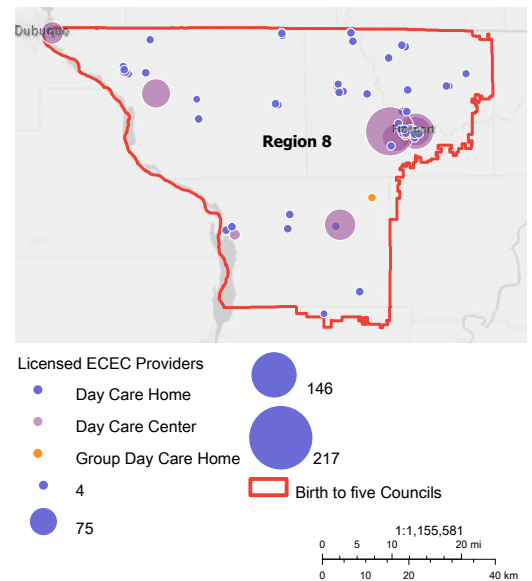 Dubuque
Freeport
Region 8
Licensed ECEC Providers
Day Care Home
Day Care Center
Group Day Care Home
4
75
146
217
Birth to five Councils
1:1,155,581
0 5 10 20 mi
0 10 20 40 km